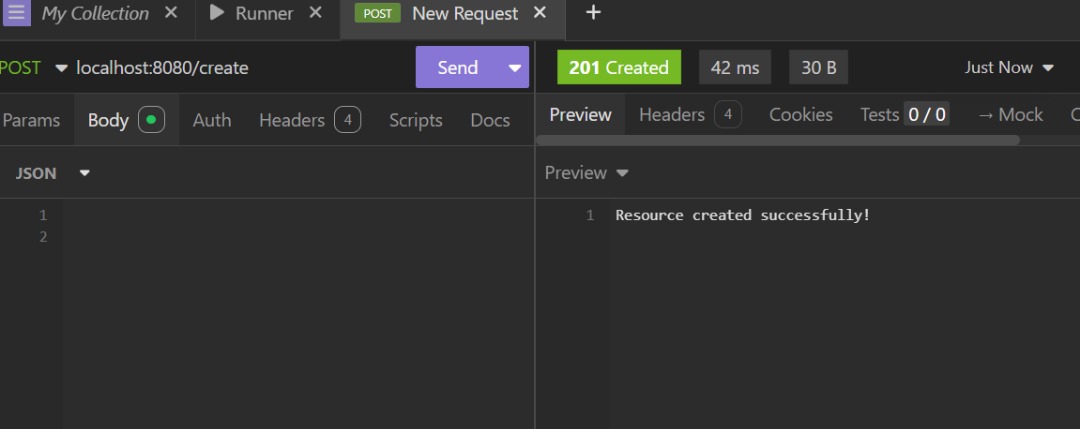 My Collection Runner POST New Request
POST localhost:8080/create Send 201 Created 42 ms 30 B Just Now
Params Body Auth Headers 4 Scripts Docs Preview Headers 4 Cookies Tests 0 / 0 → Mock
JSON Preview
1 1 Resource created successfully!
2